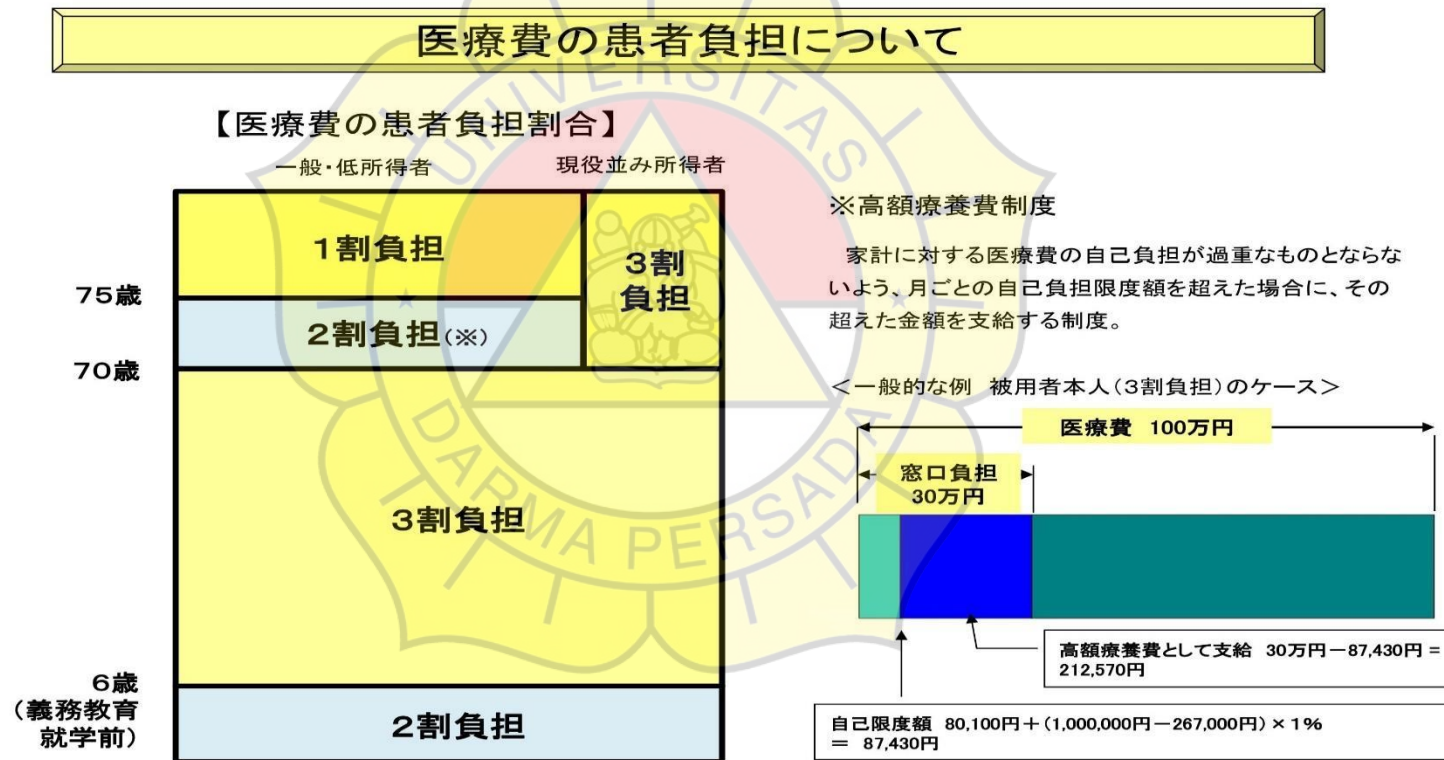 医療費の患者負担について
【医療費の患者負担割合】
一般・低所得者
現役並み所得者
1割負担
3割
負担
75歳
2割負担(※)
70歳
3割負担
6歳
(義務教育
就学前)
2割負担
※高額療養費制度
家計に対する医療費の自己負担が過重なものとならな
いよう、月ごとの自己負担限度額を超えた場合に、その
超えた金額を支給する制度。
<一般的な例 被用者本人(3割負担)のケース>
医療費 100万円
窓口負担
30万円
高額療養費として支給 30万円-87,430円 =
212,570円
自己限度額 80,100円+(1,000,000円-267,000円)×1%
= 87,430円
UNIVERSITAS
DARMA PERSADA